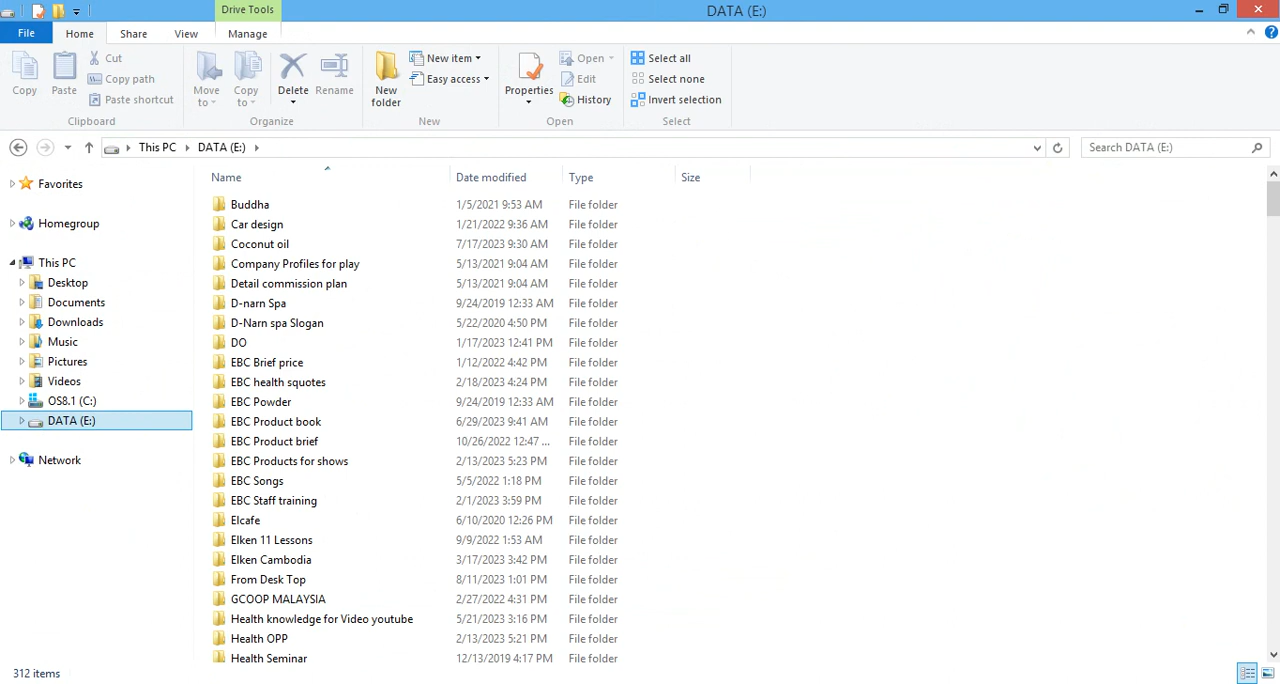 Drive Tools
DATA (E:)
File
Home
Share
View
Manage
Copy
Paste
Cut
Copy path
Paste shortcut
Clipboard
Move to
Copy to
Delete
Rename
Organize
New folder
New item
Easy access
New
Properties
Open
Edit
History
Open
Select all
Select none
Invert selection
Select
This PC
DATA (E:)
Search DATA (E:)
Favorites
Homegroup
This PC
Desktop
Documents
Downloads
Music
Pictures
Videos
OS8.1 (C:)
DATA (E:)
Network
Name Date modified Type Size
Buddha 1/5/2021 9:53 AM File folder
Car design 1/21/2022 9:36 AM File folder
Coconut oil 7/17/2023 9:30 AM File folder
Company Profiles for play 5/13/2021 9:04 AM File folder
Detail commission plan 5/13/2021 9:04 AM File folder
D-narn Spa 9/24/2019 12:33 AM File folder
D-Narn spa Slogan 5/22/2020 4:50 PM File folder
DO 1/17/2023 12:41 PM File folder
EBC Brief price 1/12/2022 4:42 PM File folder
EBC health squotes 2/18/2023 4:24 PM File folder
EBC Powder 9/24/2019 12:33 AM File folder
EBC Product book 6/29/2023 9:41 AM File folder
EBC Product brief 10/26/2022 12:47 ... File folder
EBC Products for shows 2/13/2023 5:23 PM File folder
EBC Songs 5/5/2022 1:18 PM File folder
EBC Staff training 2/1/2023 3:59 PM File folder
Elcafe 6/10/2020 12:26 PM File folder
Elken 11 Lessons 9/9/2022 1:53 AM File folder
Elken Cambodia 3/17/2023 3:42 PM File folder
From Desk Top 8/11/2023 1:01 PM File folder
GCOOP MALAYSIA 2/27/2022 4:31 PM File folder
Health knowledge for Video youtube 5/21/2023 3:16 PM File folder
Health OPP 2/13/2023 5:21 PM File folder
Health Seminar 12/13/2019 4:17 PM File folder
312 items